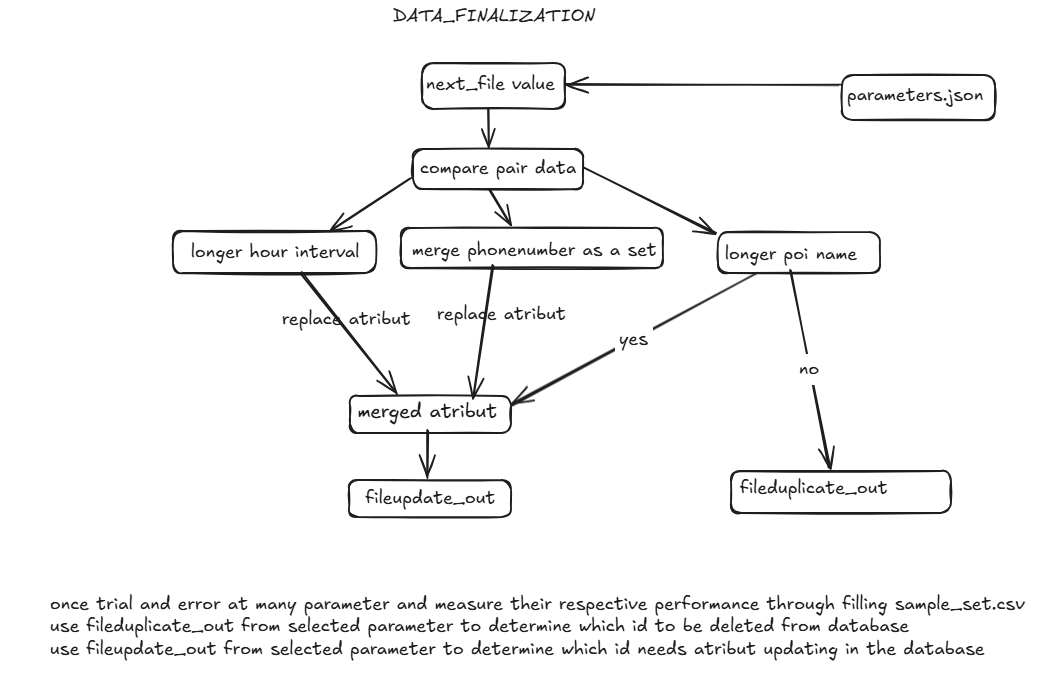 DATA_FINALIZATION
next_file value
parameters.json
compare pair data
longer hour interval
merge phonenumber as a set
longer poi name
replace atribut
replace atribut
yes
no
merged atribut
fileupdate_out
fileduplicate_out
once trial and error at many parameter and measure their respective performance through filling sample_set.csv
use fileduplicate_out from selected parameter to determine which id to be deleted from database
use fileupdate_out from selected parameter to determine which id needs atribut updating in the database